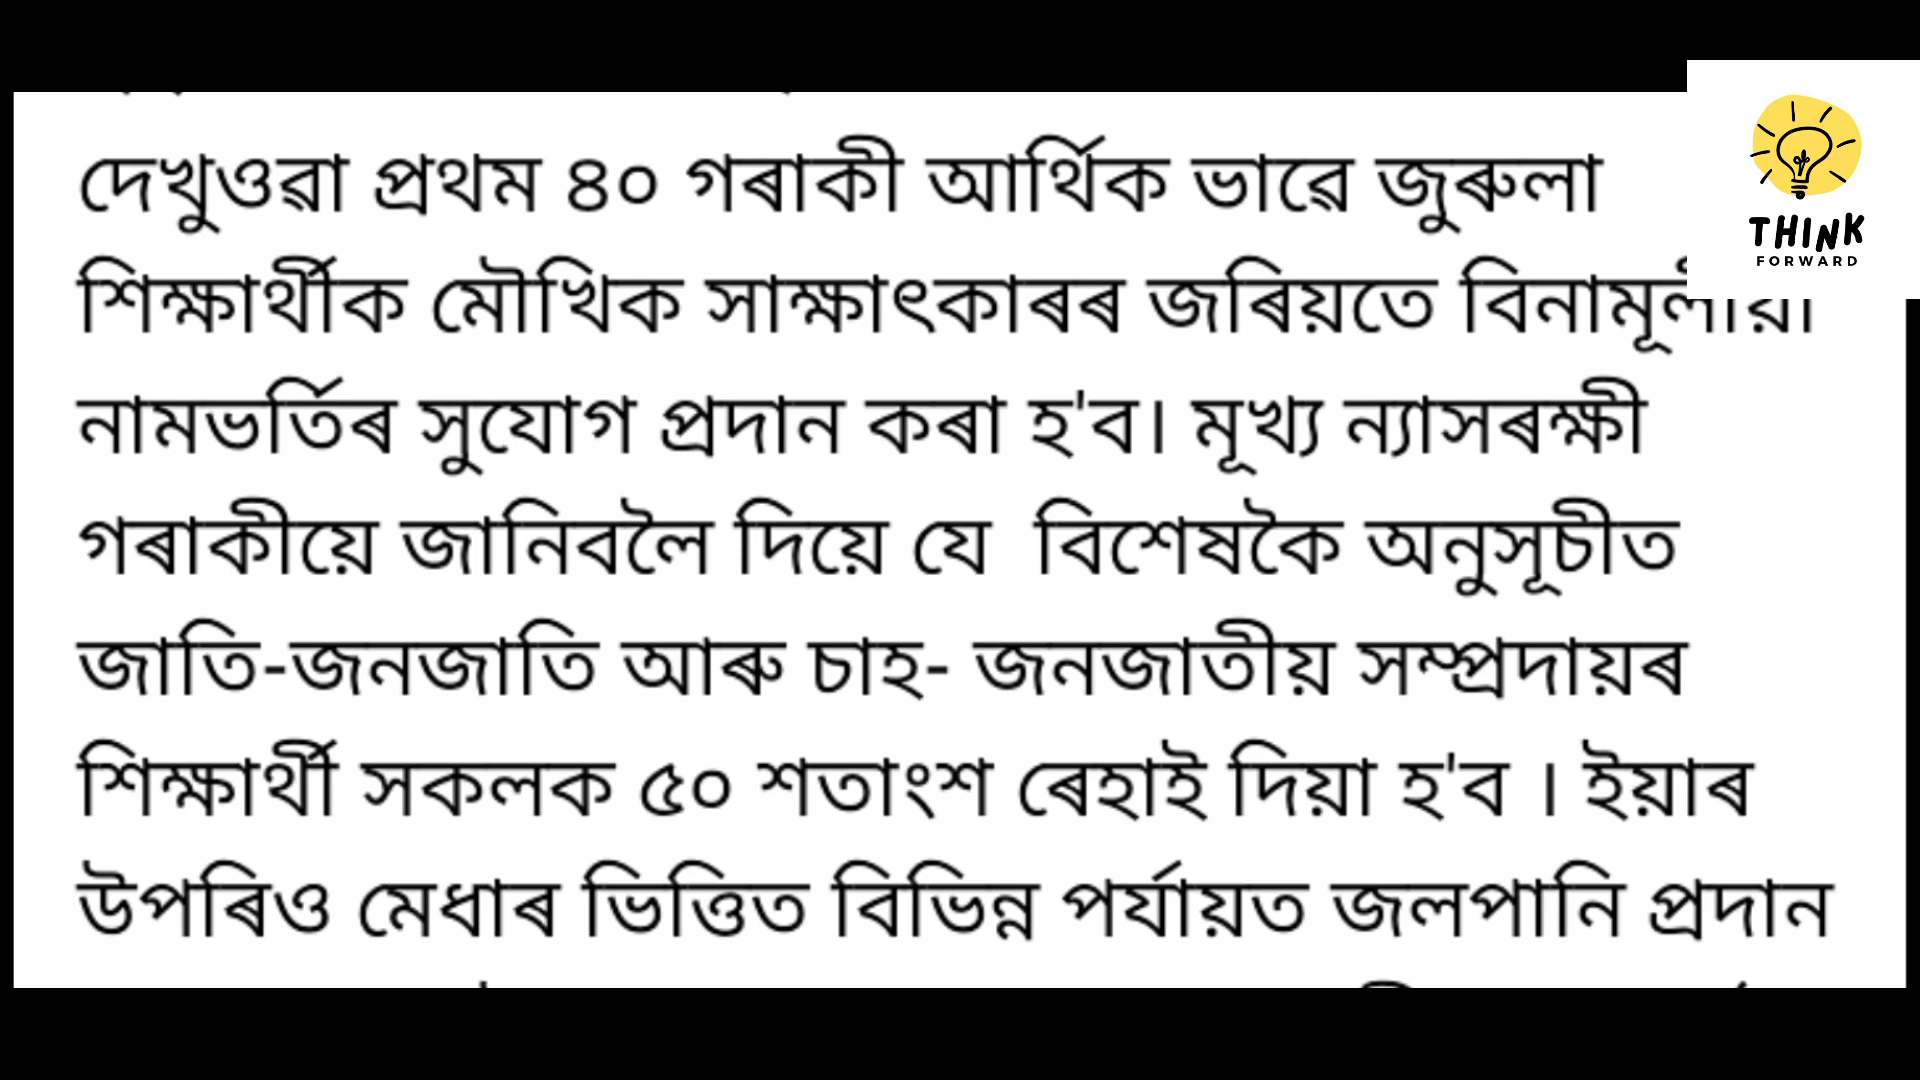 দেখুওৱা প্ৰথম ৪০ গৰাকী আৰ্থিক ভাৱে জুৰুলা
শিক্ষাৰ্থীক মৌখিক সাক্ষাৎকাৰৰ জৰিয়তে
নামভৰ্তিৰ সুযোগ প্ৰদান কৰা হ'ব। মূখ্য ন্যাসৰক্ষী
গৰাকীয়ে জানিবলৈ দিয়ে যে বিশেষকৈ অনুসূচীত
জাতি-জনজাতি আৰু চাহ- জনজাতীয় সম্প্ৰদায়ৰ
শিক্ষাৰ্থী সকলক ৫০ শতাংশ ৰেহাই দিয়া হ'ব । ইয়াৰ
উপৰিও মেধাৰ ভিত্তিত বিভিন্ন পৰ্যায়ত জলপানি প্ৰদান
THINK
FORWARD